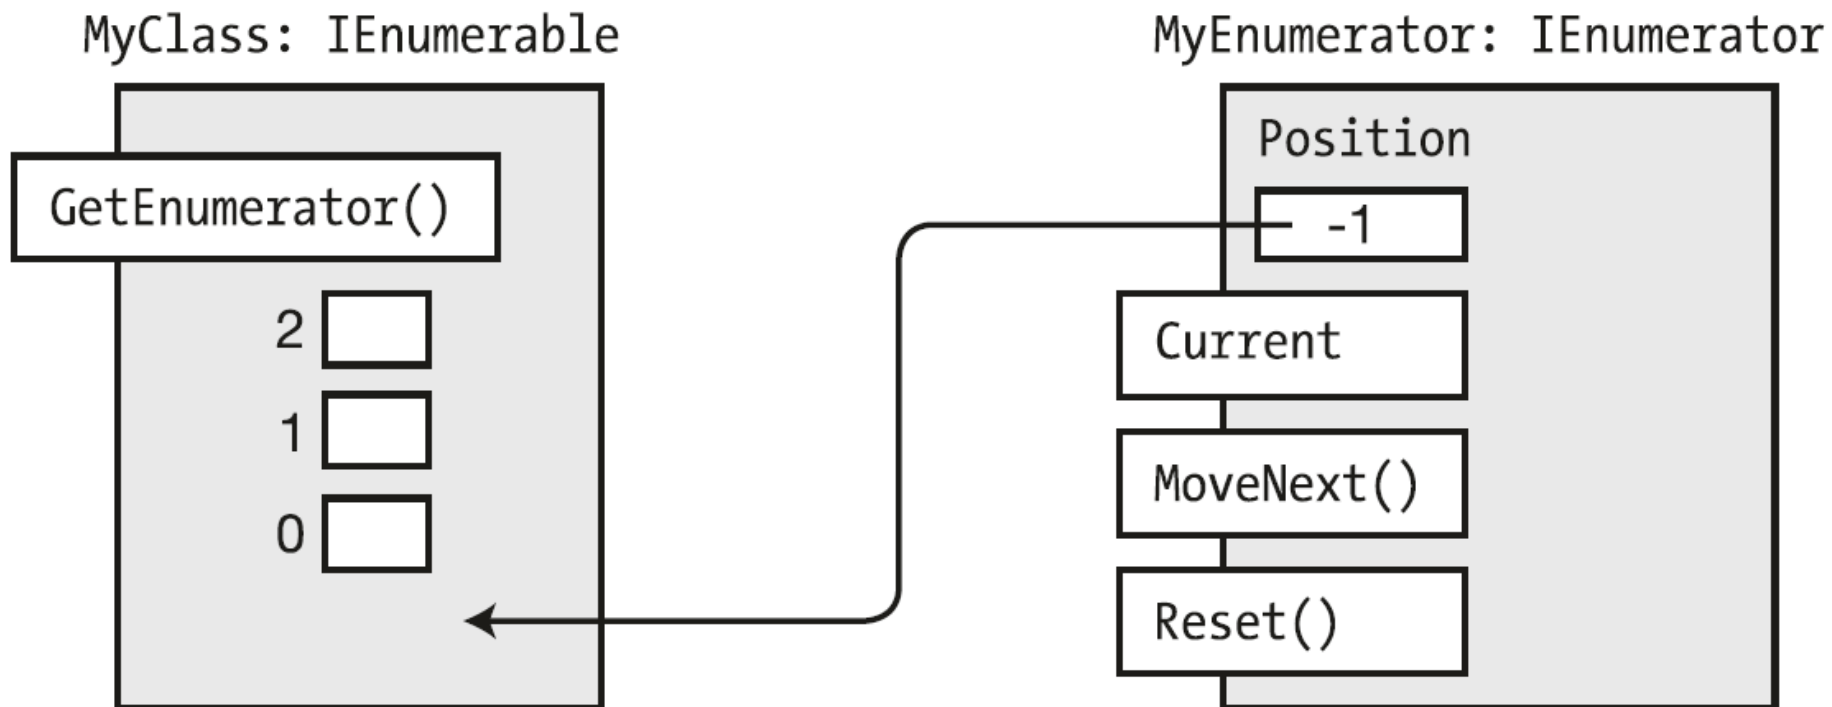 MyClass: IEnumerable
GetEnumerator()
2
1
0
MyEnumerator: IEnumerator
Position
-1
Current
MoveNext()
Reset()